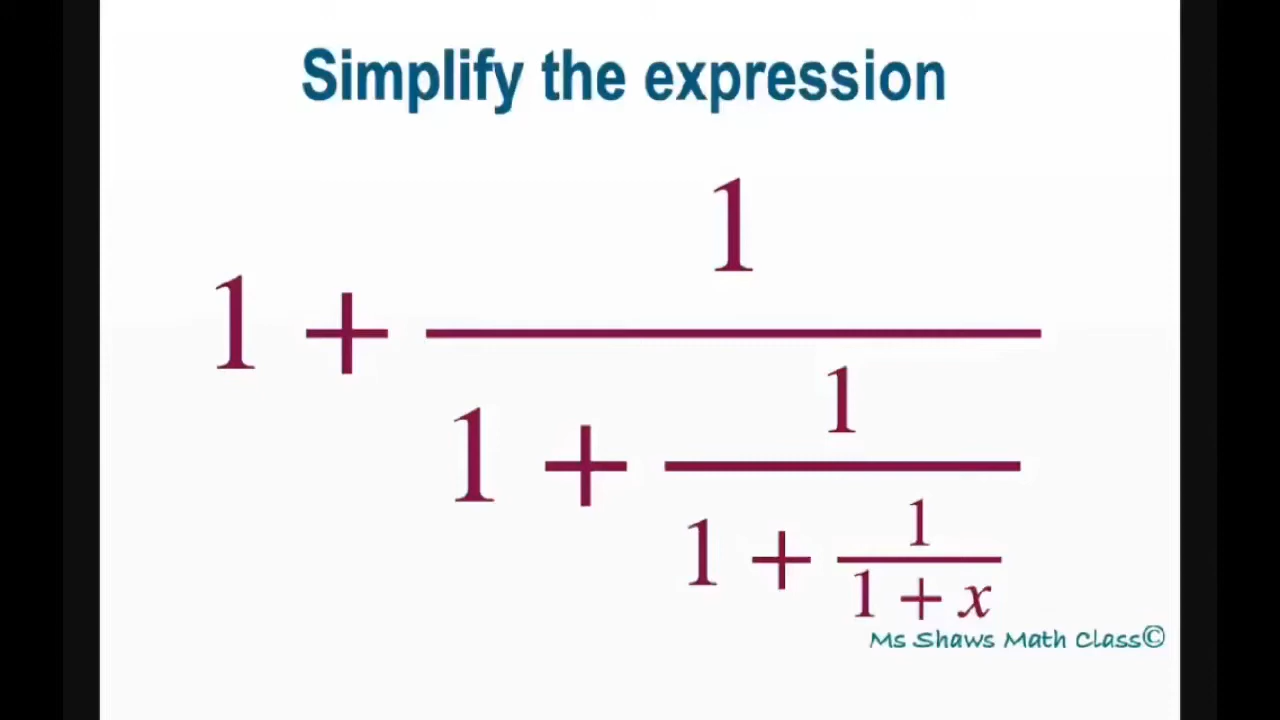 Simplify the expression
1
1 +
1
1 +
1
1 +
1 + x
Ms Shaws Math Class©